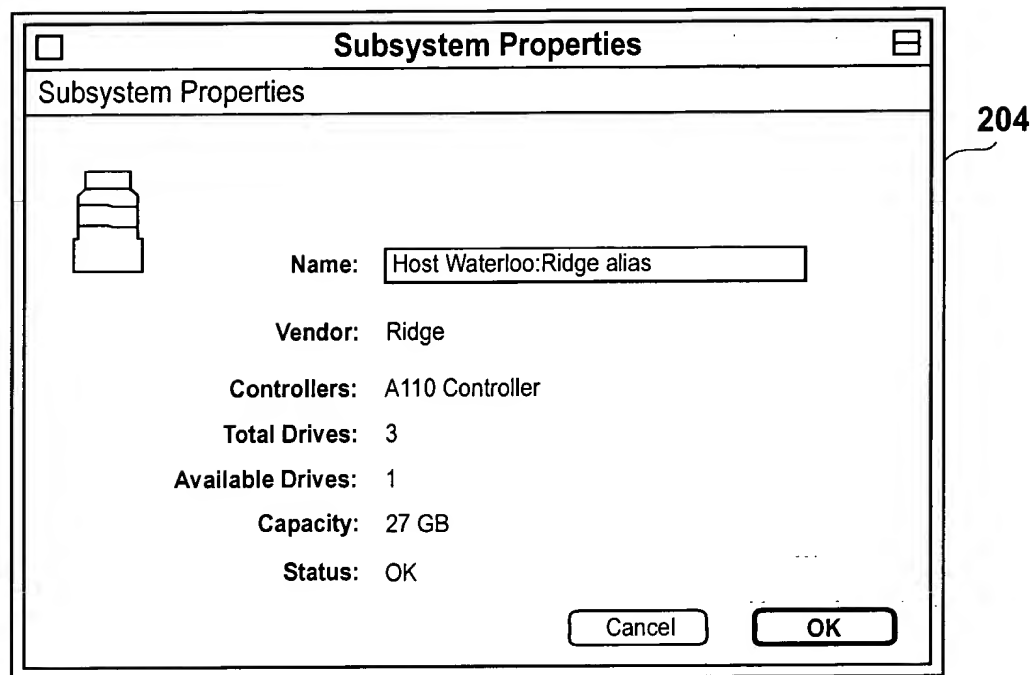 Subsystem Properties
Subsystem Properties
204
Name: Host Waterloo:Ridge alias
Vendor: Ridge
Controllers: A110 Controller
Total Drives: 3
Available Drives: 1
Capacity: 27 GB
Status: OK
Cancel OK